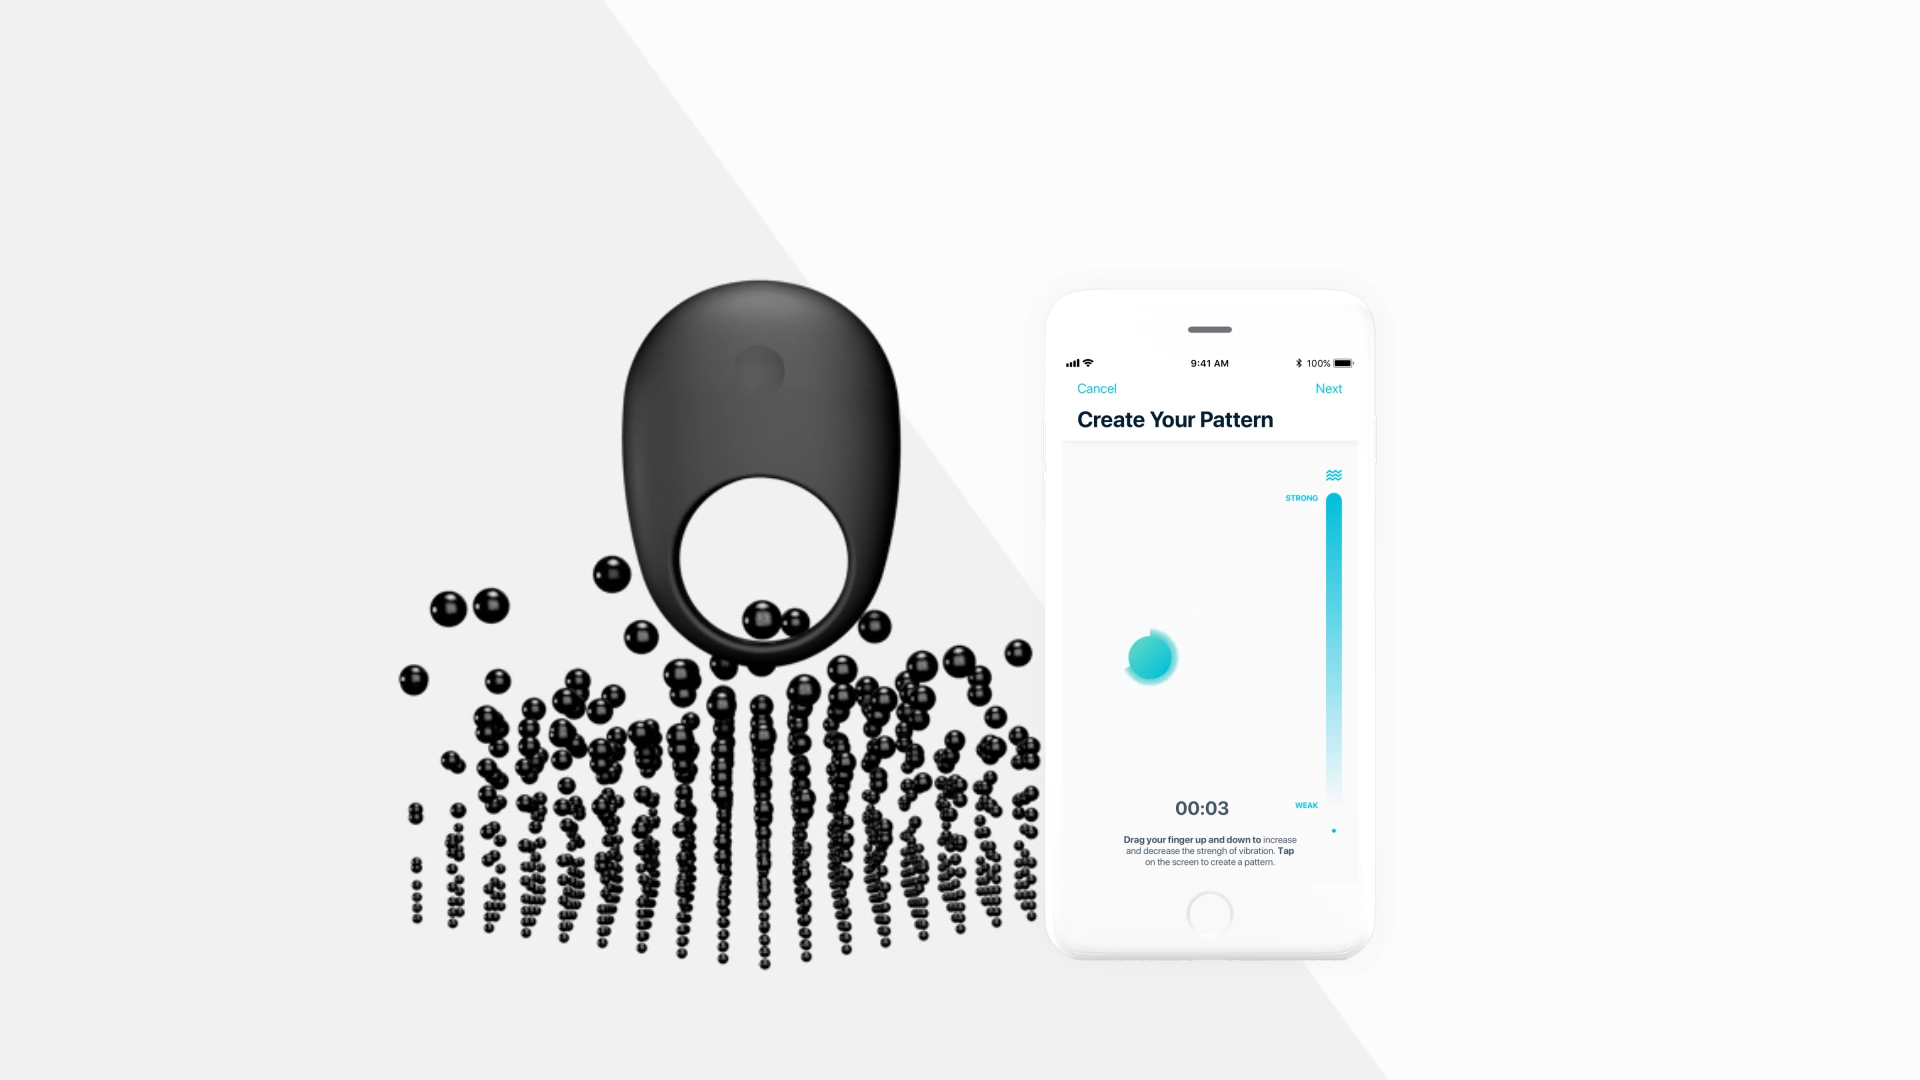 9:41 AM
100%
Cancel
Next
Create Your Pattern
STRONG
00:03
WEAK
Drag your finger up and down to increase
and decrease the strengh of vibration. Tap
on the screen to create a pattern.